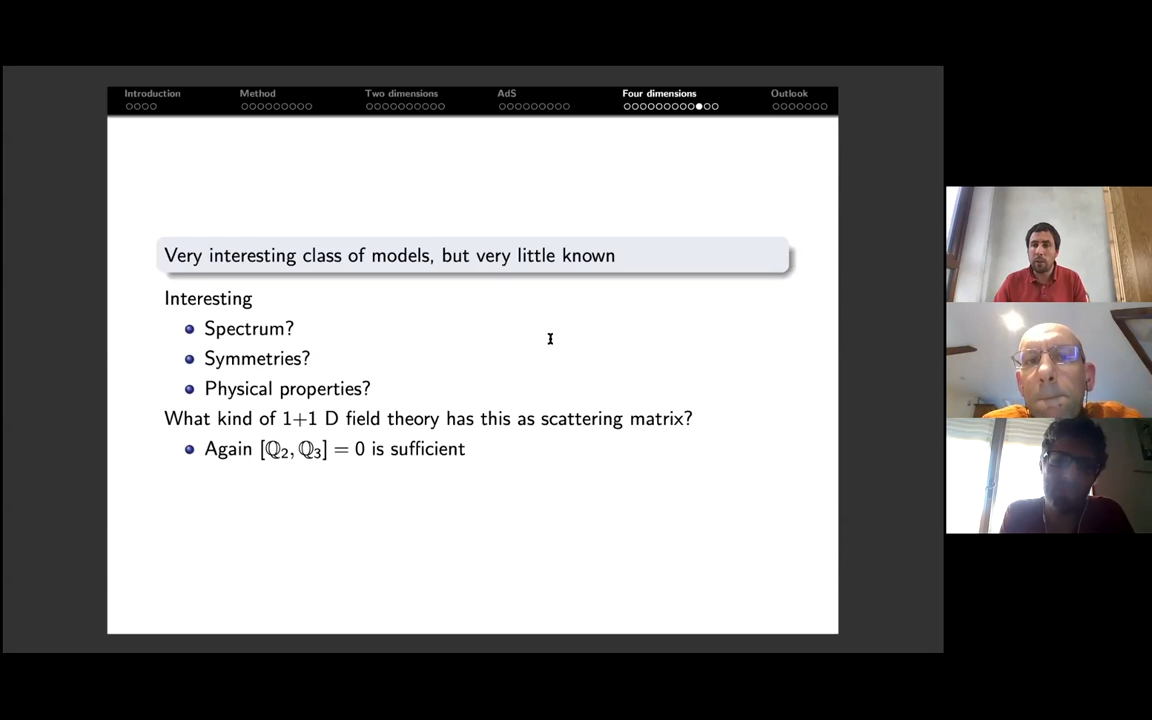 Introduction Method Two dimensions AdS Four dimensions Outlook
Very interesting class of models, but very little known
Interesting
Spectrum?
Symmetries?
Physical properties?
What kind of 1+1 D field theory has this as scattering matrix?
Again [ℚ₂, ℚ₃] = 0 is sufficient